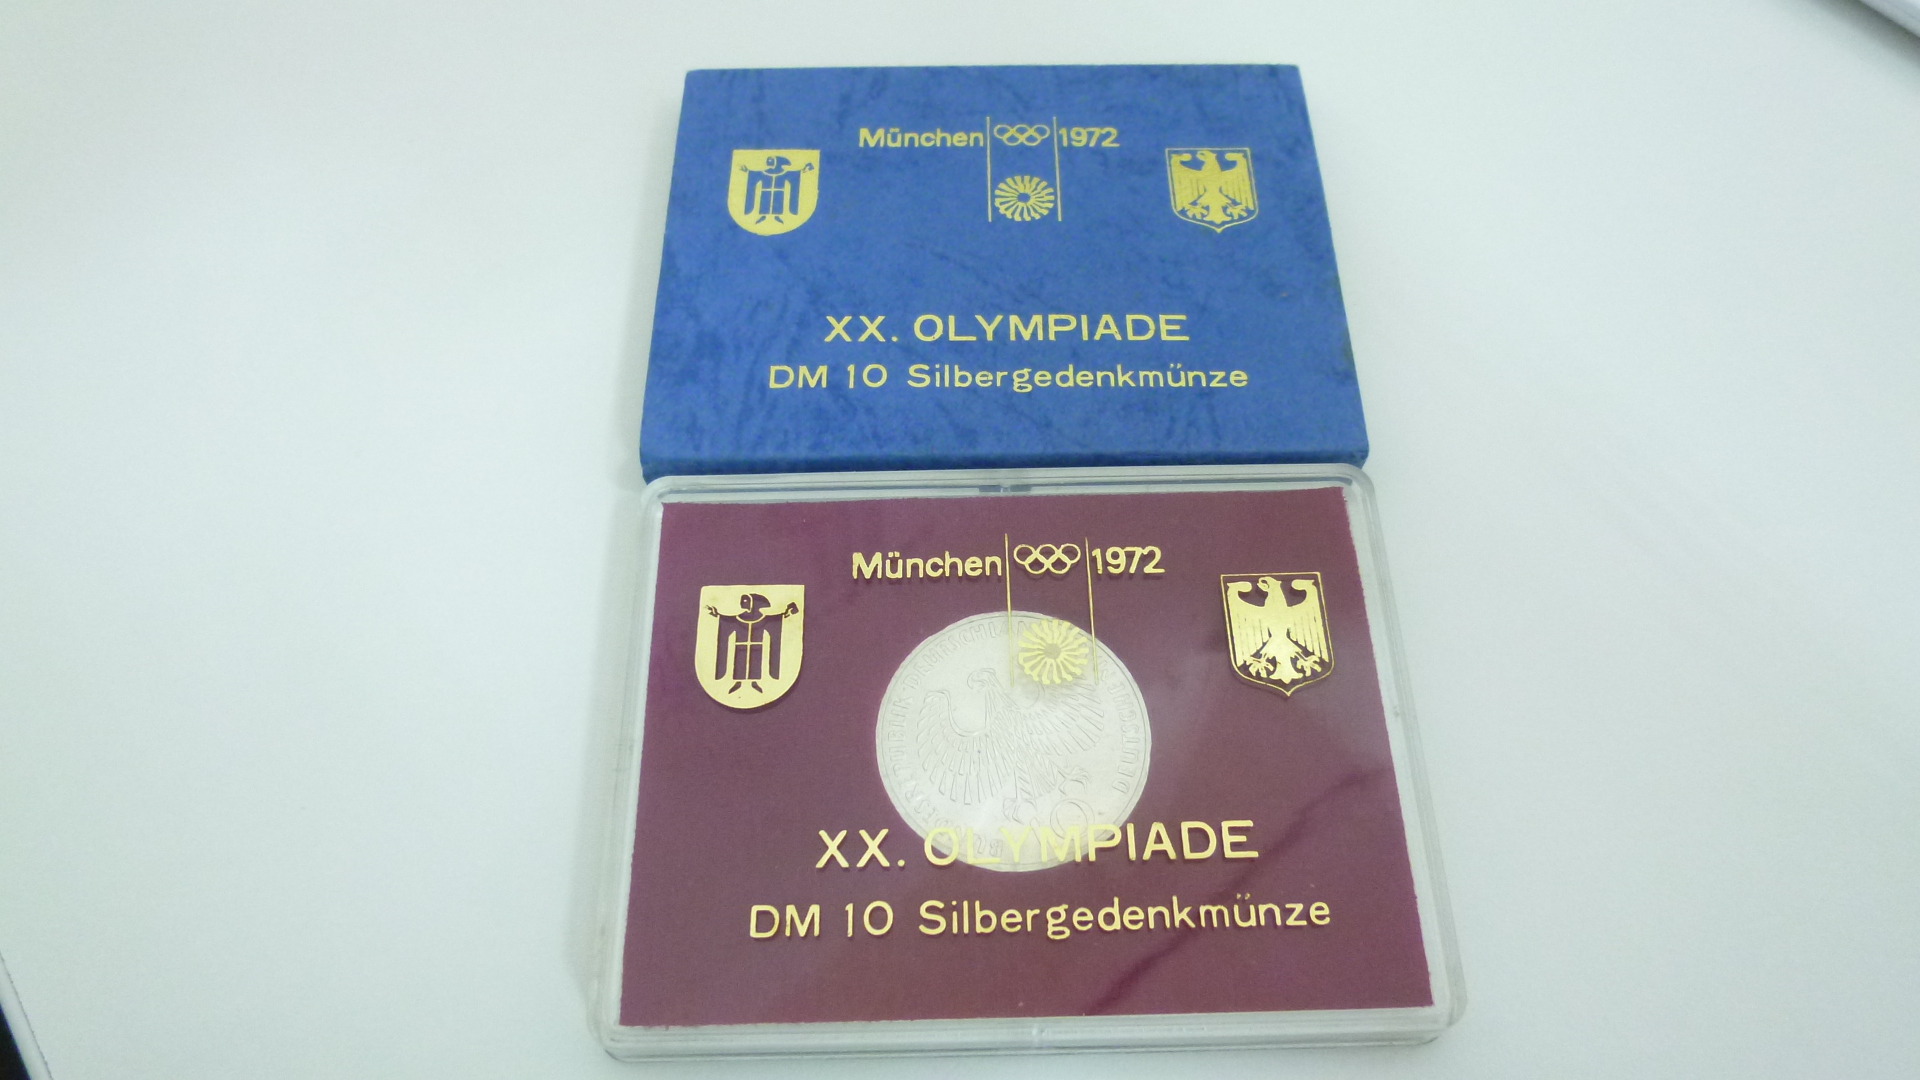 München 1972
XX. OLYMPIADE
DM 10 Silbergedenkmünze
München 1972
XX. OLYMPIADE
DM 10 Silbergedenkmünze